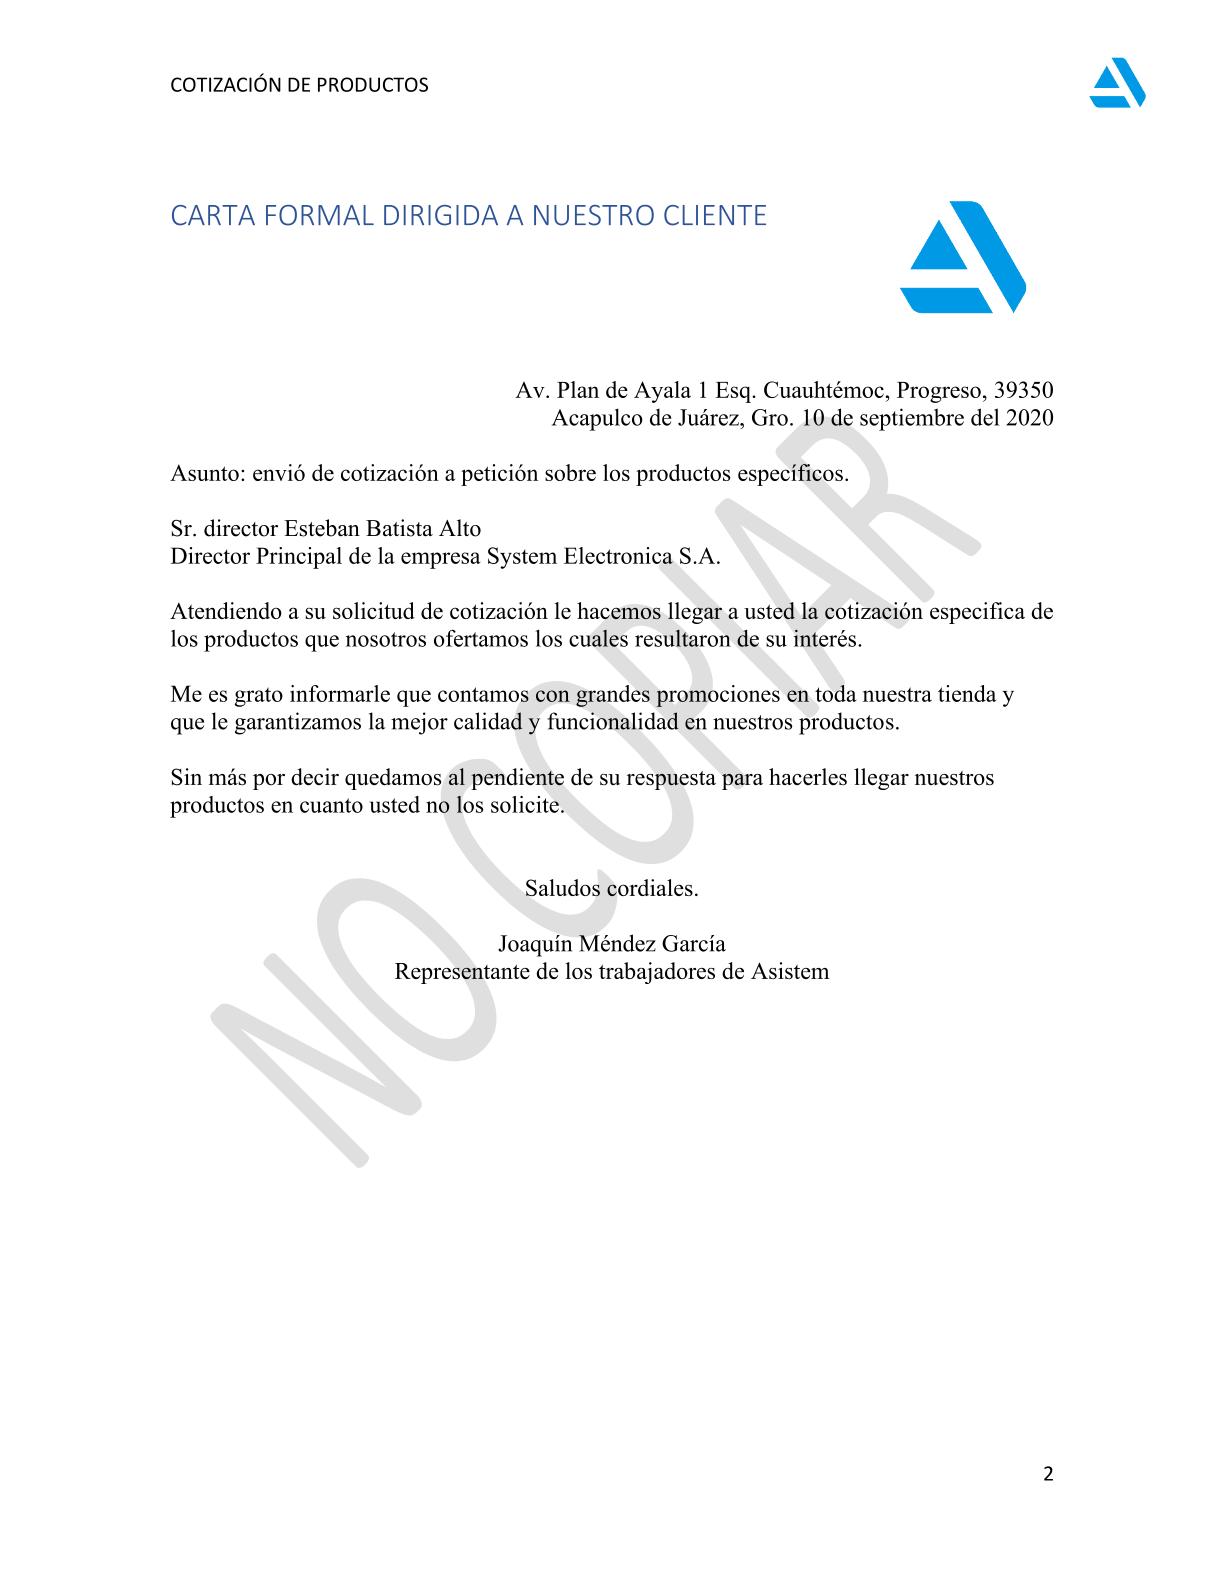 COTIZACIÓN DE PRODUCTOS
CARTA FORMAL DIRIGIDA A NUESTRO CLIENTE
Av. Plan de Ayala 1 Esq. Cuauhtémoc, Progreso, 39350
Acapulco de Juárez, Gro. 10 de septiembre del 2020
Asunto: envió de cotización a petición sobre los productos específicos.
Sr. director Esteban Batista Alto
Director Principal de la empresa System Electronica S.A.
Atendiendo a su solicitud de cotización le hacemos llegar a usted la cotización especifica de
los productos que nosotros ofertamos los cuales resultaron de su interés.
Me es grato informarle que contamos con grandes promociones en toda nuestra tienda y
que le garantizamos la mejor calidad y funcionalidad en nuestros productos.
Sin más por decir quedamos al pendiente de su respuesta para hacerles llegar nuestros
productos en cuanto usted no los solicite.
Saludos cordiales.
Joaquín Méndez García
Representante de los trabajadores de Asistem
NO COPIAR
2